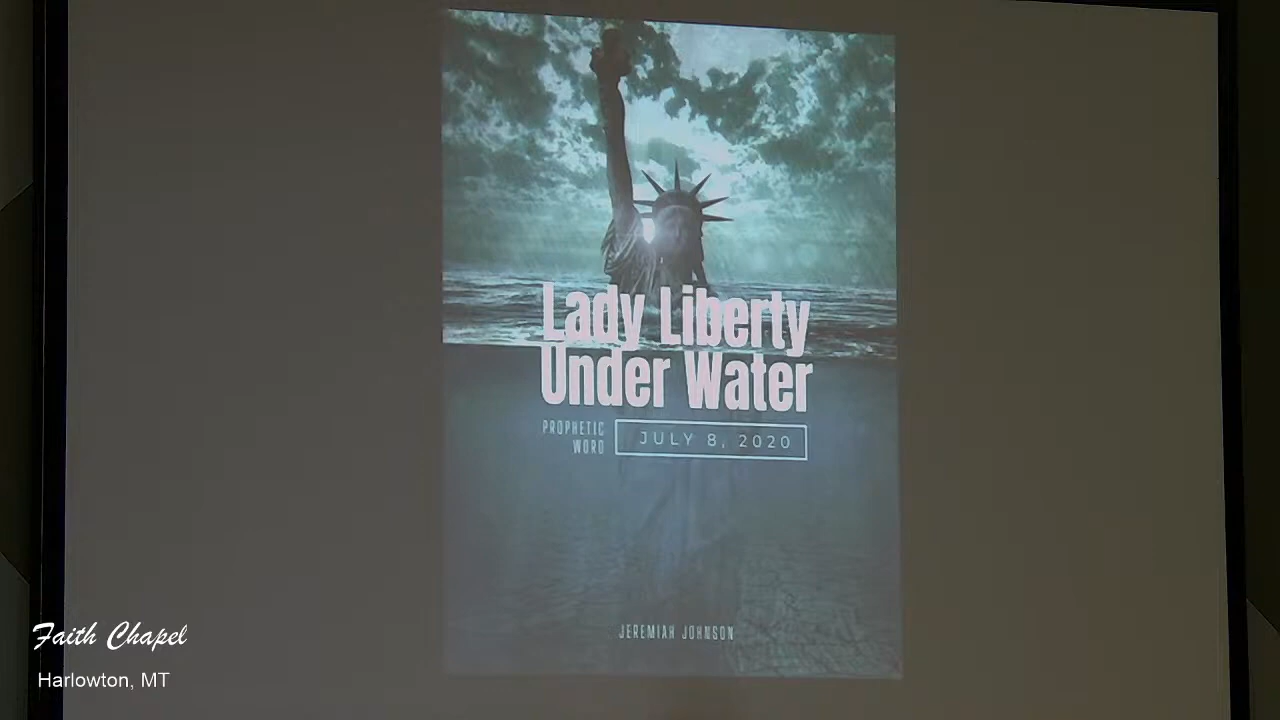 Lady Liberty
Under Water
PROPHETIC
WORD
JULY 8, 2020
JEREMIAH JOHNSON
Faith Chapel
Harlowton, MT